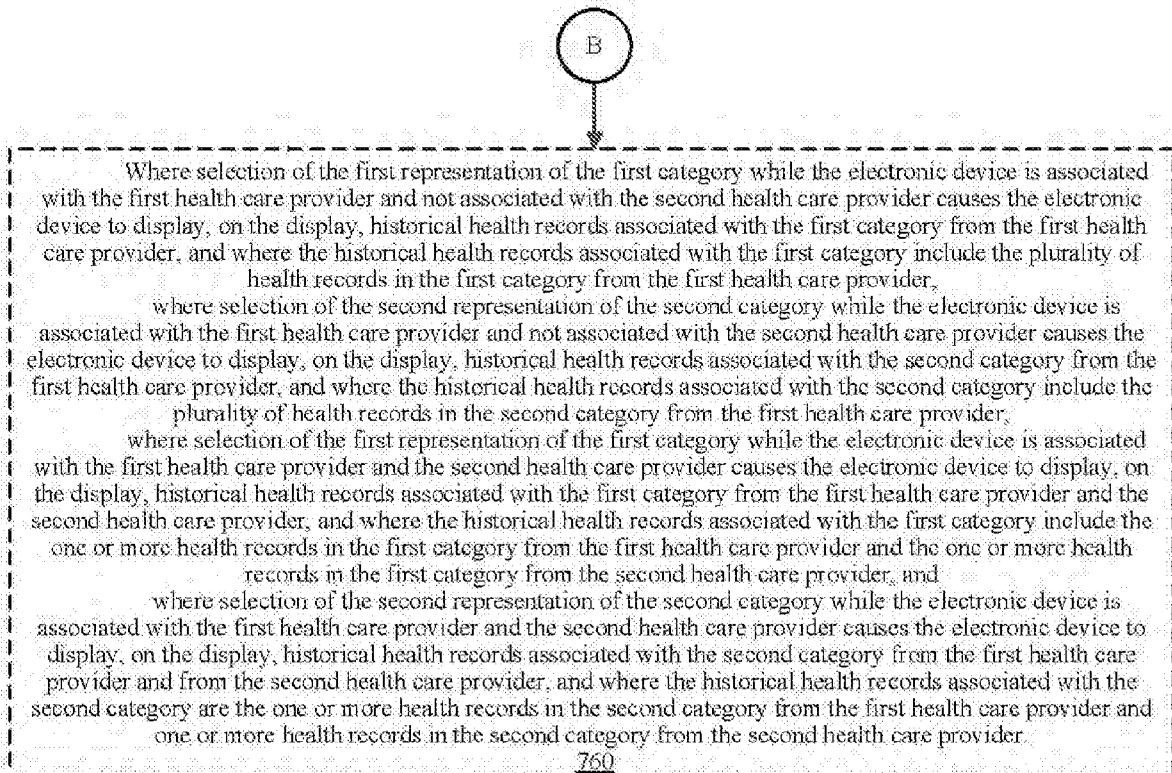 B
Where selection of the first representation of the first category while the electronic device is associated
with the first health care provider and not associated with the second health care provider causes the electronic
device to display, on the display, historical health records associated with the first category from the first health
care provider, and where the historical health records associated with the first category include the plurality of
health records in the first category from the first health care provider,
where selection of the second representation of the second category while the electronic device is
associated with the first health care provider and not associated with the second health care provider causes the
electronic device to display, on the display, historical health records associated with the second category from the
first health care provider, and where the historical health records associated with the second category include the
plurality of health records in the second category from the first health care provider,
where selection of the first representation of the first category while the electronic device is associated
with the first health care provider and the second health care provider causes the electronic device to display, on
the display, historical health records associated with the first category from the first health care provider and the
second health care provider, and where the historical health records associated with the first category include the
one or more health records in the first category from the first health care provider and the one or more health
records in the first category from the second health care provider, and
where selection of the second representation of the second category while the electronic device is
associated with the first health care provider and the second health care provider causes the electronic device to
display, on the display, historical health records associated with the second category from the first health care
provider and from the second health care provider, and where the historical health records associated with the
second category are the one or more health records in the second category from the first health care provider and
one or more health records in the second category from the second health care provider.
760